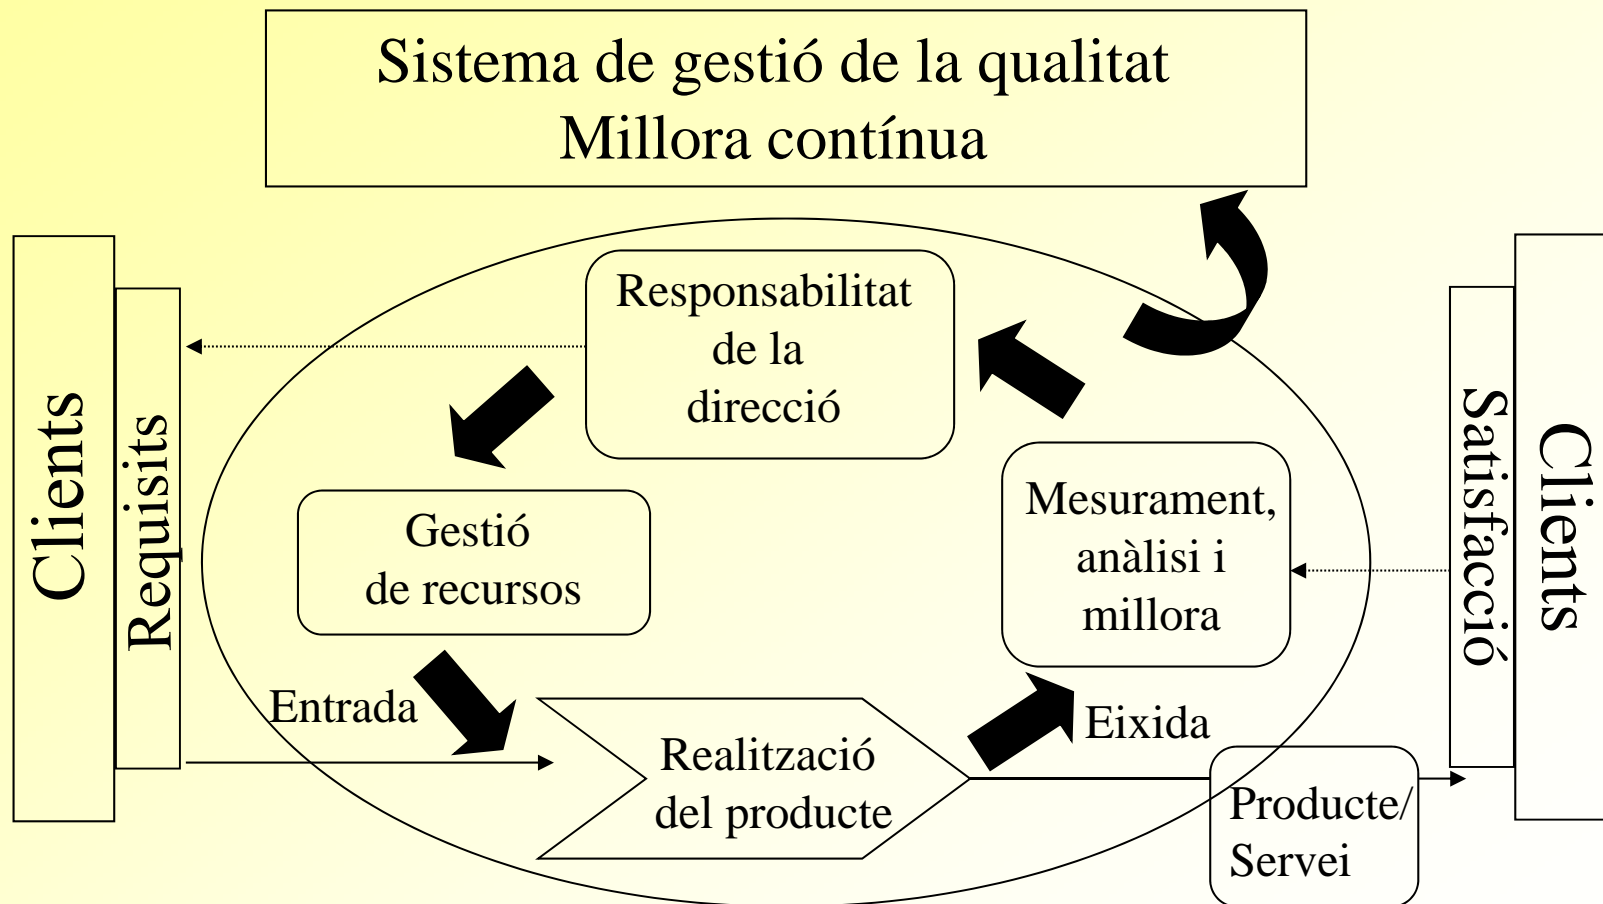 Sistema de gestió de la qualitat
Millora contínua
Clients
Requisits
Responsabilitat
de la
direcció
Gestió
de recursos
Mesurament,
anàlisi i
millora
Satisfacció
Clients
Entrada
Realització
del producte
Eixida
Producte/
Servei